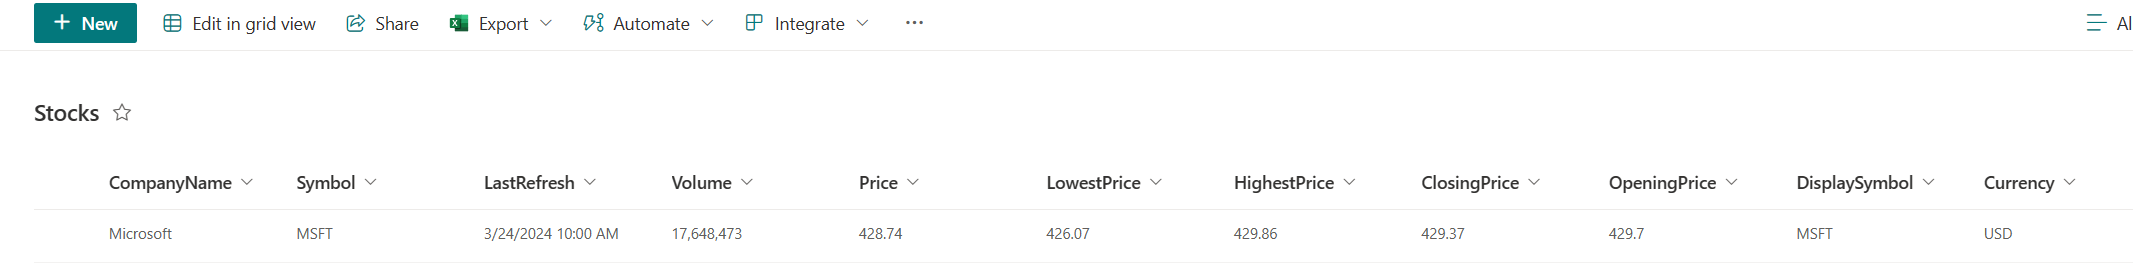 New Edit in grid view Share Export Automate Integrate ··· Al
Stocks
CompanyName Symbol LastRefresh Volume Price LowestPrice HighestPrice ClosingPrice OpeningPrice DisplaySymbol Currency
Microsoft MSFT 3/24/2024 10:00 AM 17,648,473 428.74 426.07 429.86 429.37 429.7 MSFT USD